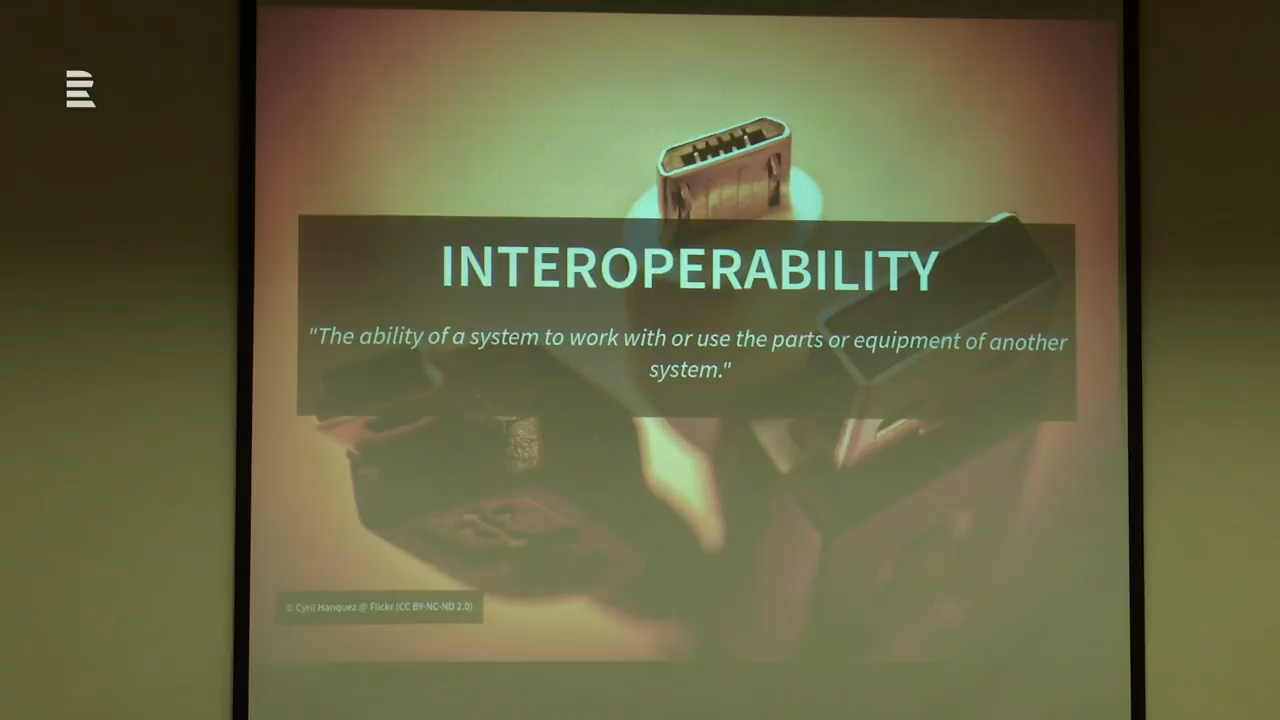 INTEROPERABILITY
"The ability of a system to work with or use the parts or equipment of another
system."
© Cyril Hanquez @ Flickr (CC BY-NC-ND 2.0)